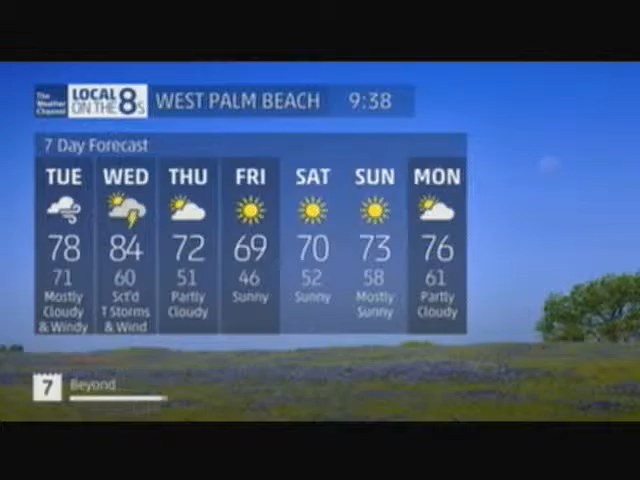 The
Weather
Channel
LOCAL
ON THE 8s
WEST PALM BEACH 9:38
7 Day Forecast
TUE WED THU FRI SAT SUN MON
78 84 72 69 70 73 76
71 60 51 46 52 58 61
Mostly Sct'd Partly Sunny Sunny Mostly Partly
Cloudy T Storms Cloudy Sunny Cloudy
& Windy & Wind
7 Beyond